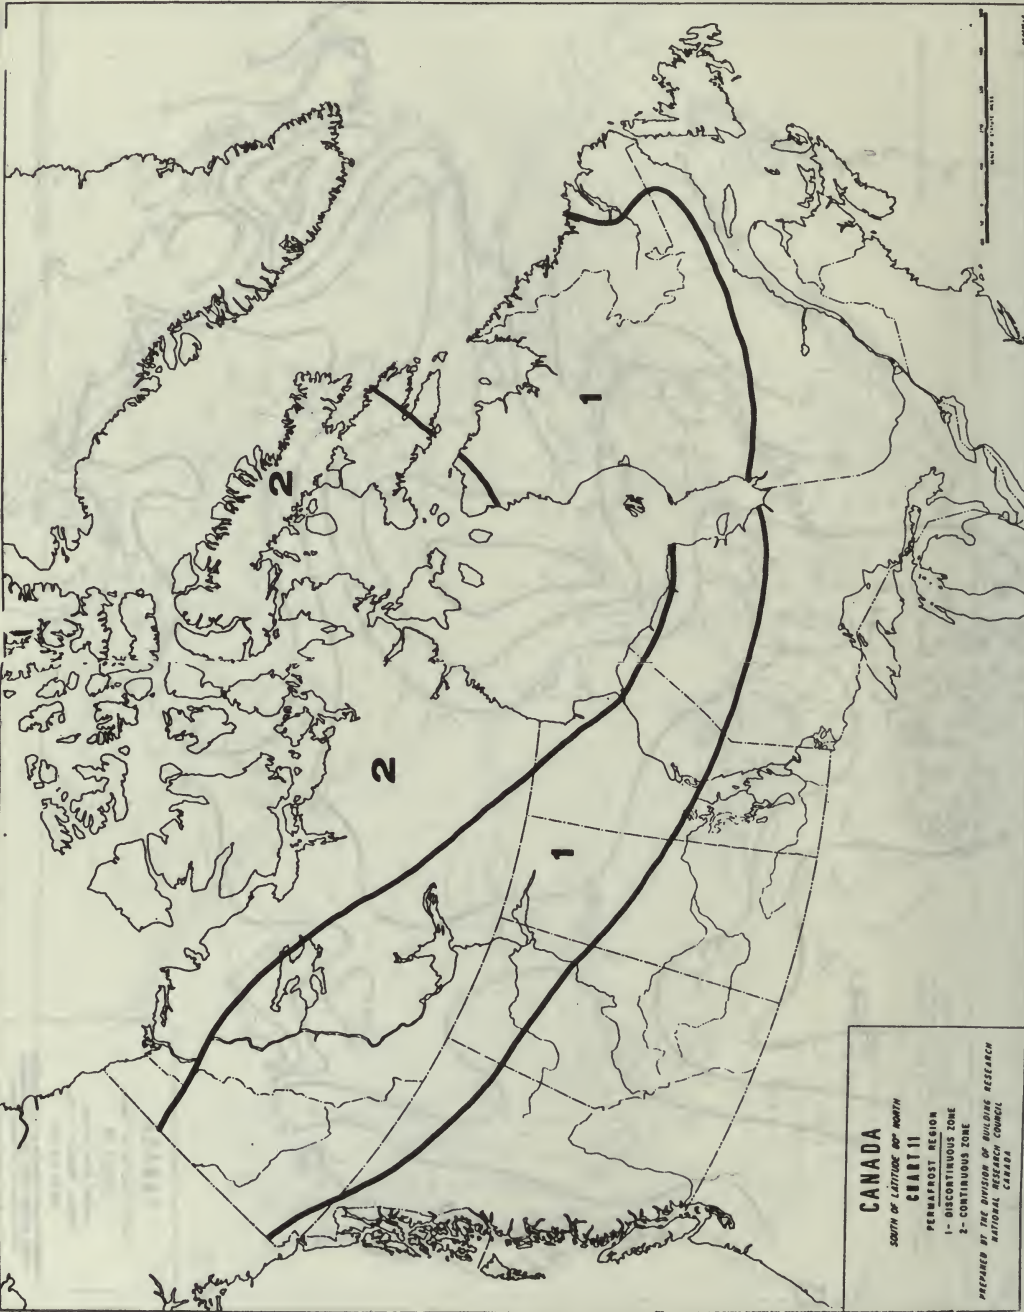 2
1
2
1
CANADA
SOUTH OF LATITUDE 80° NORTH
CHART 11
PERMAFROST REGION
1 - DISCONTINUOUS ZONE
2 - CONTINUOUS ZONE
PREPARED BY THE DIVISION OF BUILDING RESEARCH
NATIONAL RESEARCH COUNCIL
CANADA